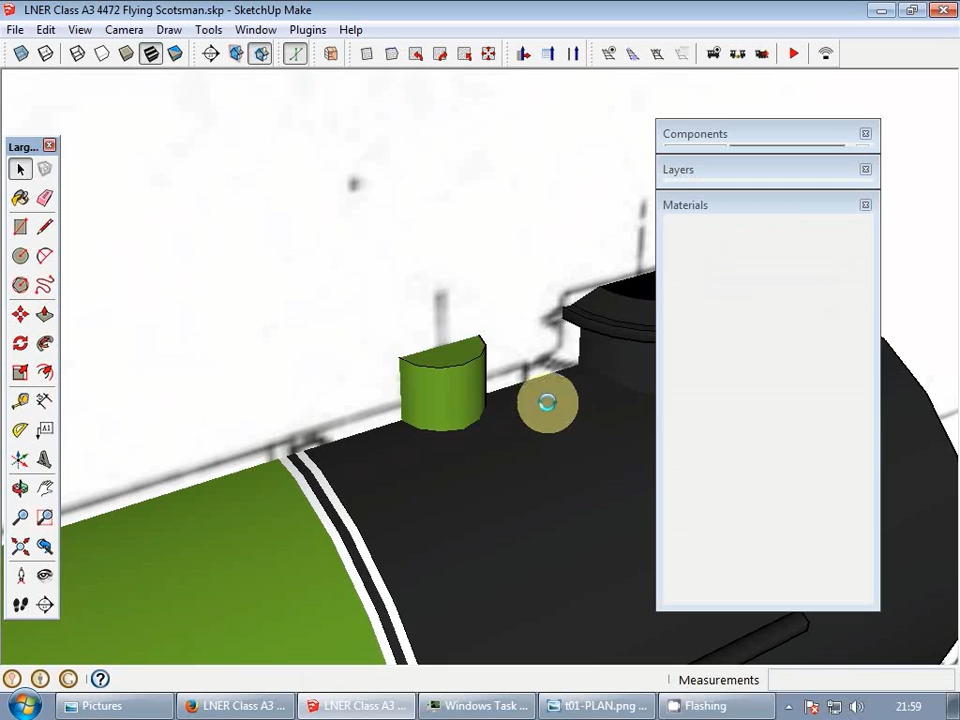 LNER Class A3 4472 Flying Scotsman.skp - SketchUp Make
File Edit View Camera Draw Tools Window Plugins Help
Larg...
Components
Layers
Materials
A1
Measurements
Pictures
LNER Class A3 ...
LNER Class A3 ...
Windows Task ...
t01-PLAN.png ...
Flashing
21:59